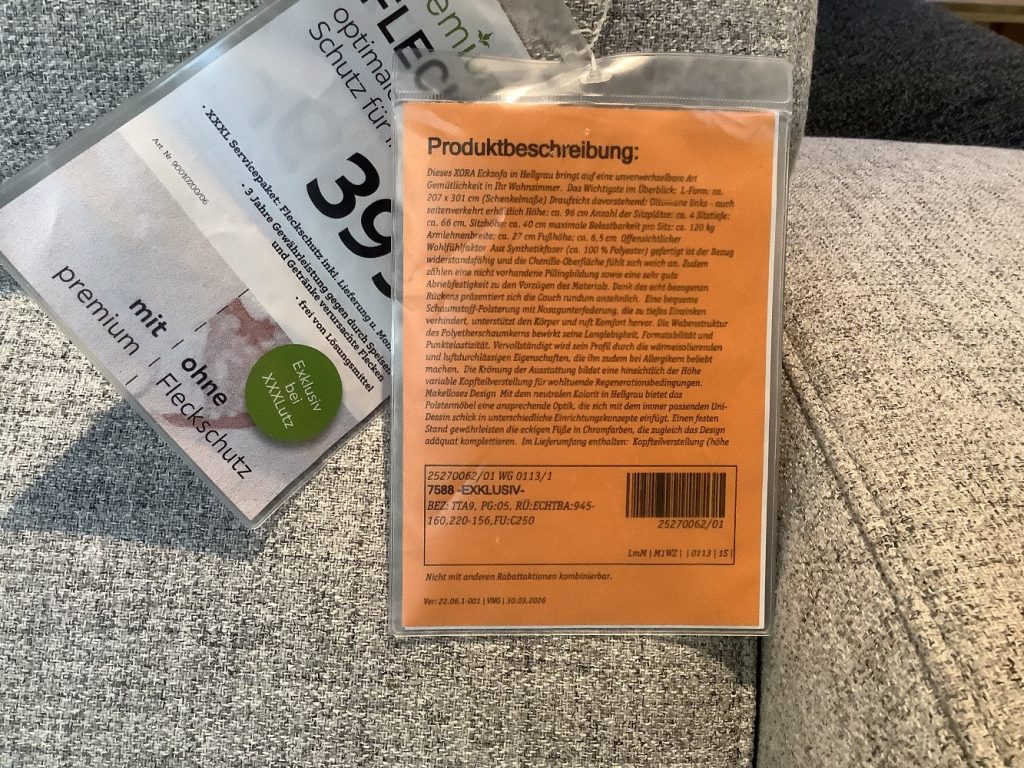 optimale
Schutz für
FLECK
399
· XXXL Servicepaket: Fleckschutz inkl. Lieferung u.
· 3 Jahre Gewährleistung gegen durch Speisen
und Getränke verursachte Flecken
· frei von Lösungsmittel
Art. Nr. 90010200/06
premium | Fleckschutz
mit | ohne
Exklusiv
bei
XXXLutz
Produktbeschreibung:
Dieses XORA Ecksofa in Hellgrau bringt auf eine unverwechselbare Art
Gemütlichkeit in Ihr Wohnzimmer. Das Wichtigste im Überblick: L-Form: ca.
207 x 301 cm (Schenkelmaße) Draufsicht davorstehend: Ottomane links - auch
seitenverkehrt erhältlich Höhe: ca. 96 cm Anzahl der Sitzplätze: ca. 4 Sitztiefe:
ca. 66 cm, Sitzhöhe: ca. 40 cm maximale Belastbarkeit pro Sitz: ca. 120 kg
Armlehnenbreite: ca. 27 cm Fußhöhe: ca. 6,5 cm Offensichtlicher
Wohlfühlfaktor Aus Synthetikfaser (ca. 100 % Polyester) gefertigt ist der Bezug
widerstandsfähig und die Chenille-Oberfläche fühlt sich weich an. Zudem
zählen eine nicht vorhandene Pillingbildung sowie eine sehr gute
Abriebfestigkeit zu den Vorzügen des Materials. Dank des echt bezogenen
Rückens präsentiert sich die Couch rundum ansehnlich. Eine bequeme
Schaumstoff-Polsterung mit Nosagunterfederung, die zu tiefes Einsinken
verhindert, unterstützt den Körper und ruft Komfort hervor. Die Wabenstruktur
des Polyetherschaumkerns bewirkt seine Langlebigkeit, Formstabilität und
Punktelastizität. Vervollständigt wird sein Profil durch die wärmeisolierenden
und luftdurchlässigen Eigenschaften, die ihn zudem bei Allergikern beliebt
machen. Die Krönung der Ausstattung bildet eine hinsichtlich der Höhe
variable Kopfteilverstellung für wohltuende Regenerationsbedingungen.
Makelloses Design Mit dem neutralen Kolorit in Hellgrau bietet das
Polstermöbel eine ansprechende Optik, die sich mit dem immer passenden Uni-
Dessin schick in unterschiedliche Einrichtungskonzepte einfügt. Einen festen
Stand gewährleisten die eckigen Füße in Chromfarben, die zugleich das Design
adäquat komplettieren. Im Lieferumfang enthalten: Kopfteilverstellung (höhe
25270062/01 WG 0113/1
7588 -EXKLUSIV-
BEZ: TTA9, PG:05, RÜ:ECHTBA:945-
160,220-156,FU:C250
25270062/01
LmM | M1WZ | | 0113 | 1S |
Nicht mit anderen Rabattaktionen kombinierbar.
Ver: 22.06.1-001 | VNG | 30.03.2026